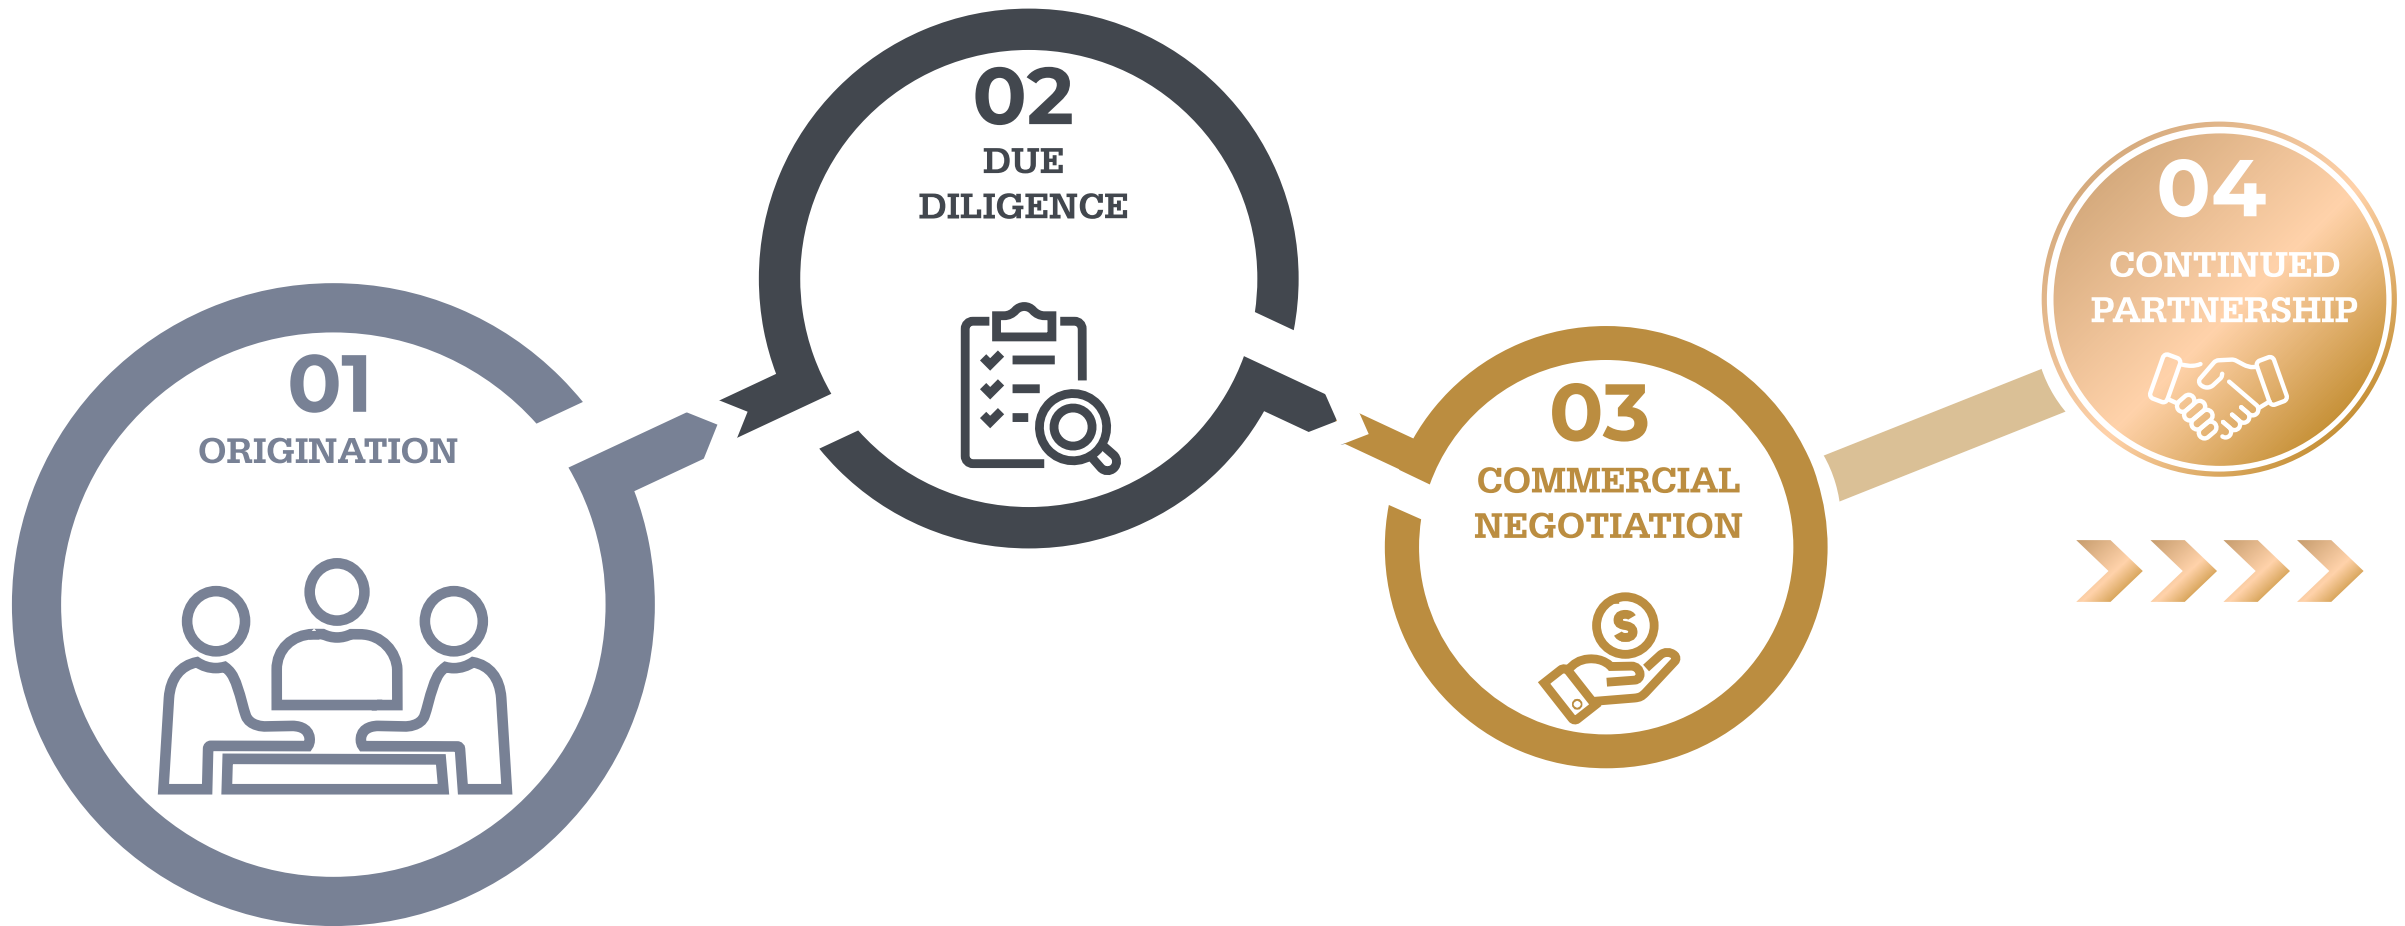 01
ORIGINATION
02
DUE
DILIGENCE
03
COMMERCIAL
NEGOTIATION
$
04
CONTINUED
PARTNERSHIP